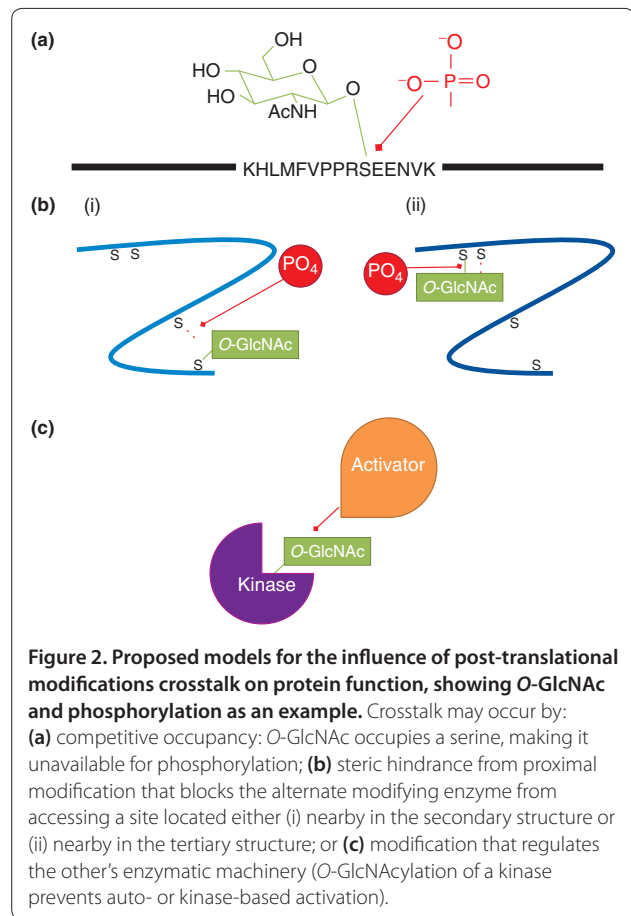 (a)
OH
HO
O
HO
AcNH
O
⁻O
⁻O—P=O
KHLMFVPPRSEENVK
(b)
(i)
S S
PO4
S
S
O-GlcNAc
(ii)
S S
PO4
O-GlcNAc
S
S
(c)
Activator
O-GlcNAc
Kinase
Figure 2. Proposed models for the influence of post-translational
modifications crosstalk on protein function, showing O-GlcNAc
and phosphorylation as an example. Crosstalk may occur by:
(a) competitive occupancy: O-GlcNAc occupies a serine, making it
unavailable for phosphorylation; (b) steric hindrance from proximal
modification that blocks the alternate modifying enzyme from
accessing a site located either (i) nearby in the secondary structure or
(ii) nearby in the tertiary structure; or (c) modification that regulates
the other's enzymatic machinery (O-GlcNAcylation of a kinase
prevents auto- or kinase-based activation).